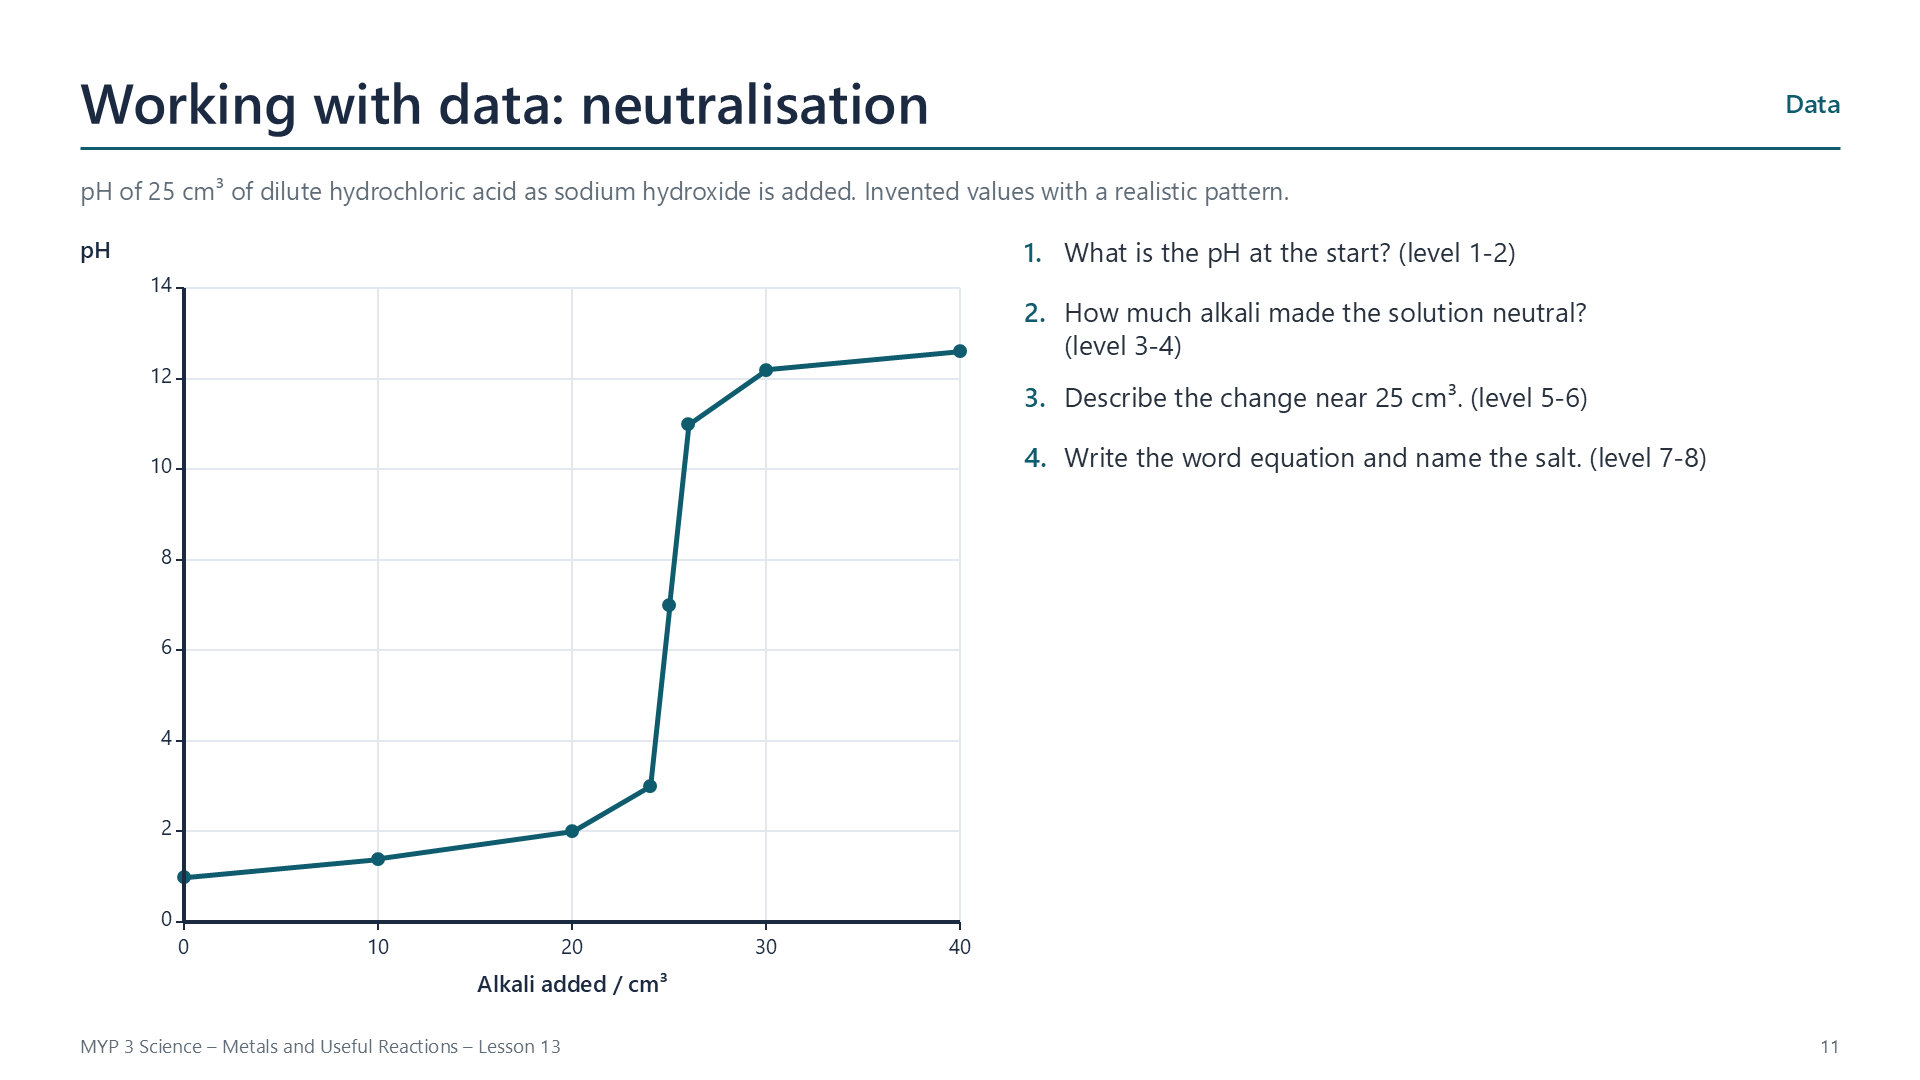 Working with data: neutralisation
Data
pH of 25 cm³ of dilute hydrochloric acid as sodium hydroxide is added. Invented values with a realistic pattern.
pH
14
12
10
8
6
4
2
0
0 10 20 30 40
Alkali added / cm³
1. What is the pH at the start? (level 1-2)
2. How much alkali made the solution neutral?
(level 3-4)
3. Describe the change near 25 cm³. (level 5-6)
4. Write the word equation and name the salt. (level 7-8)
MYP 3 Science – Metals and Useful Reactions – Lesson 13
11